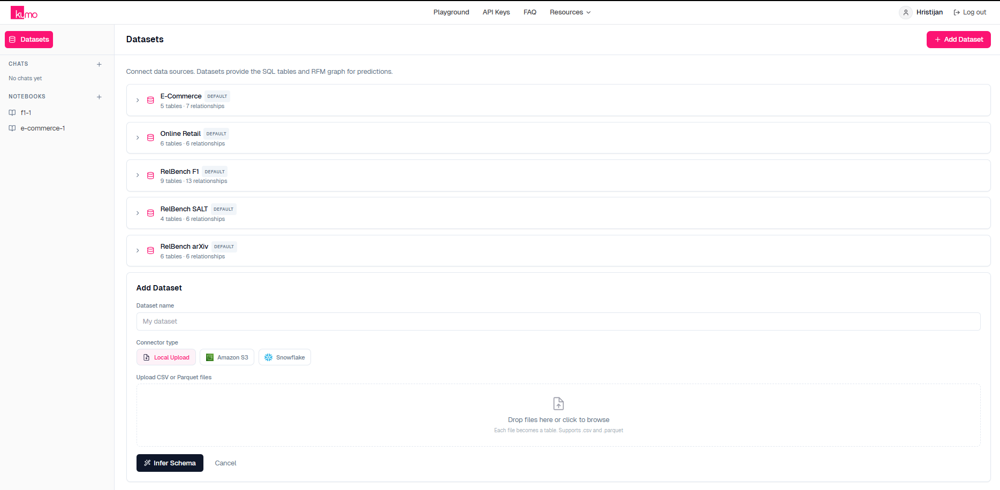 kumo
Playground
API Keys
FAQ
Resources
Hristijan
Log out
Datasets
CHATS
No chats yet
NOTEBOOKS
f1-1
e-commerce-1
Datasets
Add Dataset
Connect data sources. Datasets provide the SQL tables and RFM graph for predictions.
E-Commerce DEFAULT
5 tables · 7 relationships
Online Retail DEFAULT
6 tables · 6 relationships
RelBench F1 DEFAULT
9 tables · 13 relationships
RelBench SALT DEFAULT
4 tables · 6 relationships
RelBench arXiv DEFAULT
6 tables · 6 relationships
Add Dataset
Dataset name
My dataset
Connector type
Local Upload
Amazon S3
Snowflake
Upload CSV or Parquet files
Drop files here or click to browse
Each file becomes a table. Supports .csv and .parquet
Infer Schema
Cancel